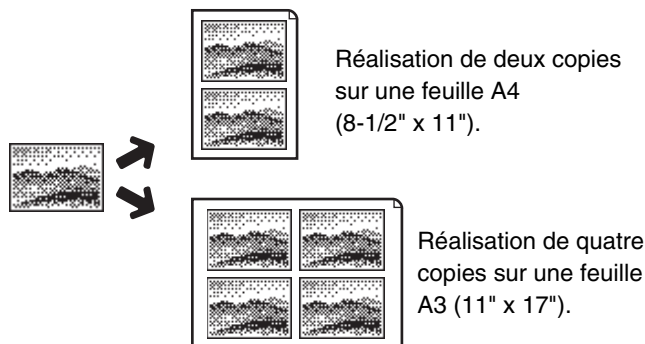 Réalisation de deux copies
sur une feuille A4
(8-1/2" x 11").
Réalisation de quatre
copies sur une feuille
A3 (11" x 17").